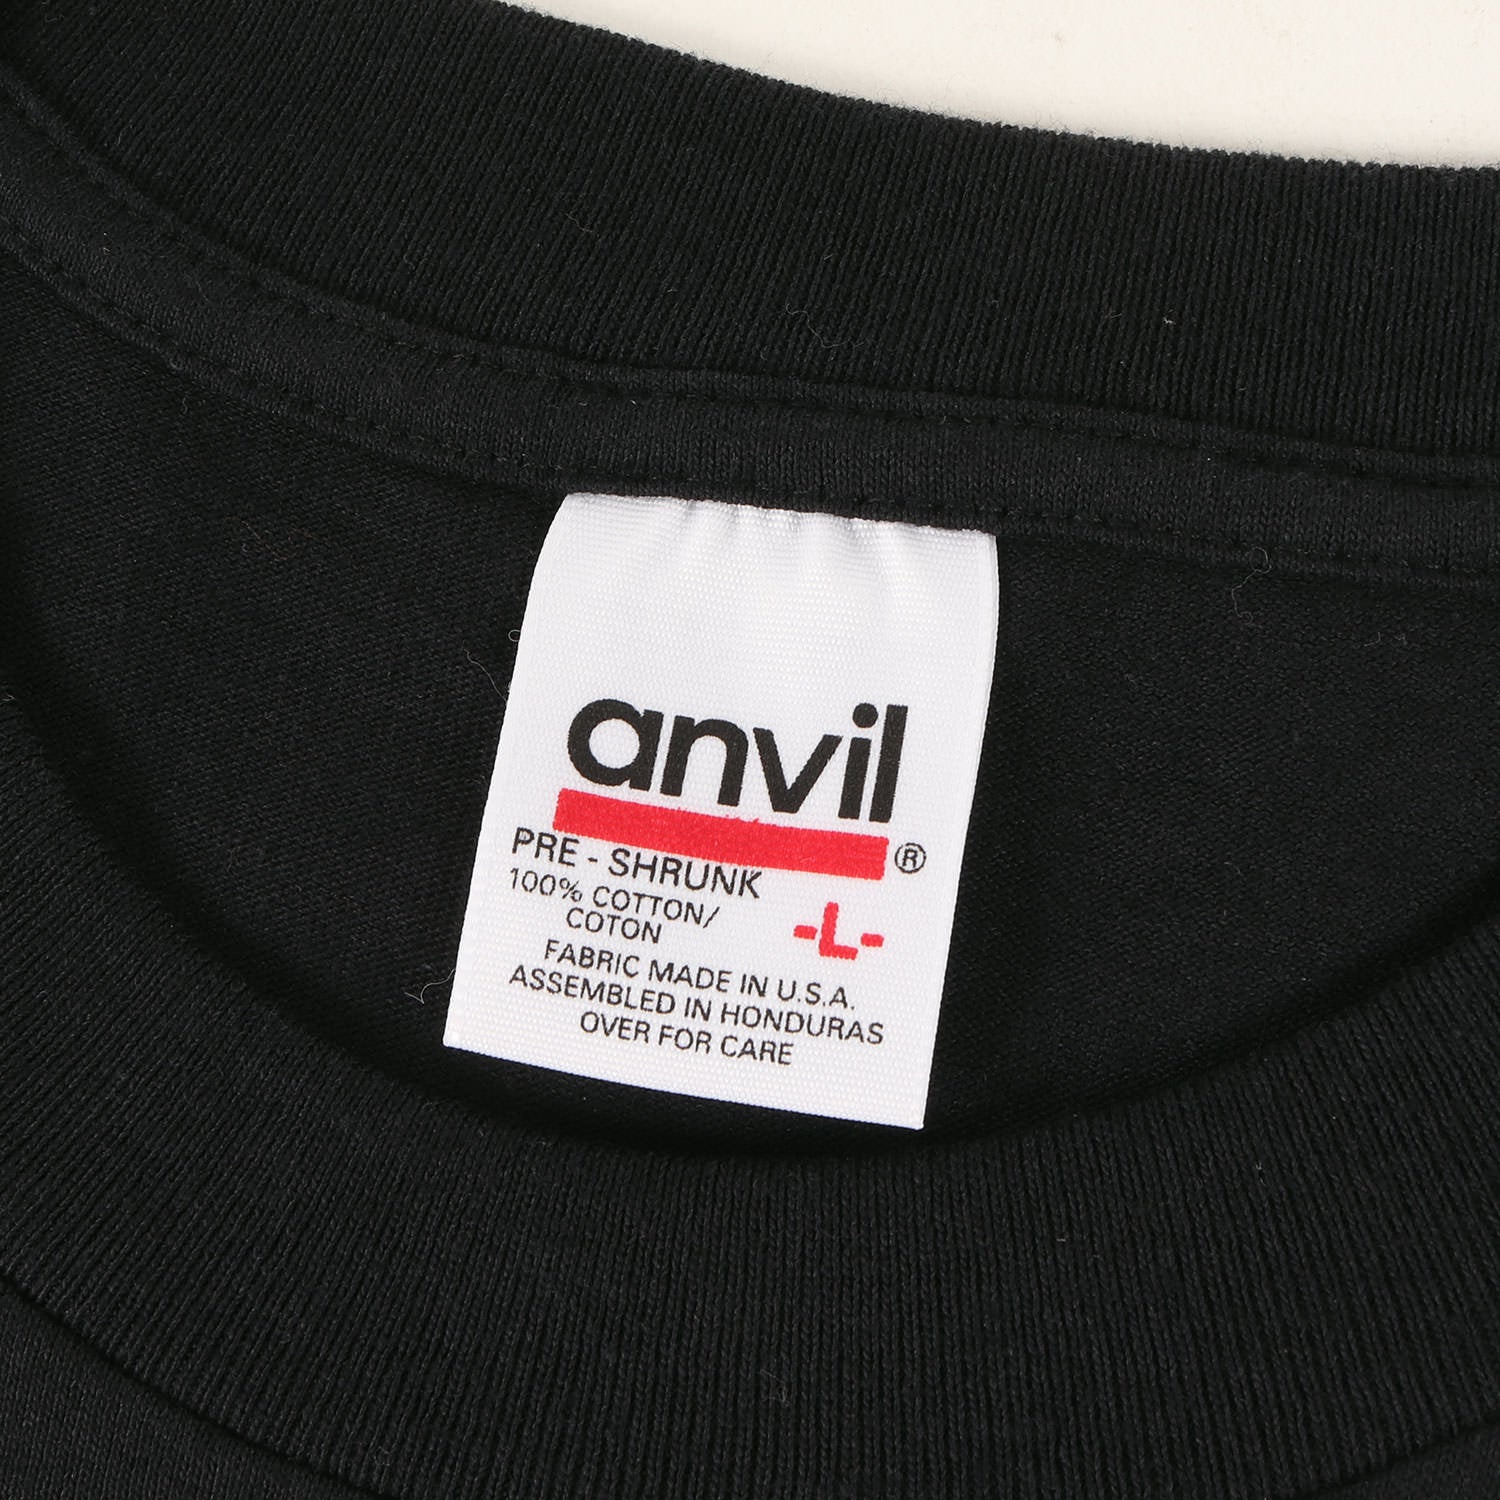 anvil
®
PRE - SHRUNK
100% COTTON/
COTON
-L-
FABRIC MADE IN U.S.A.
ASSEMBLED IN HONDURAS
OVER FOR CARE